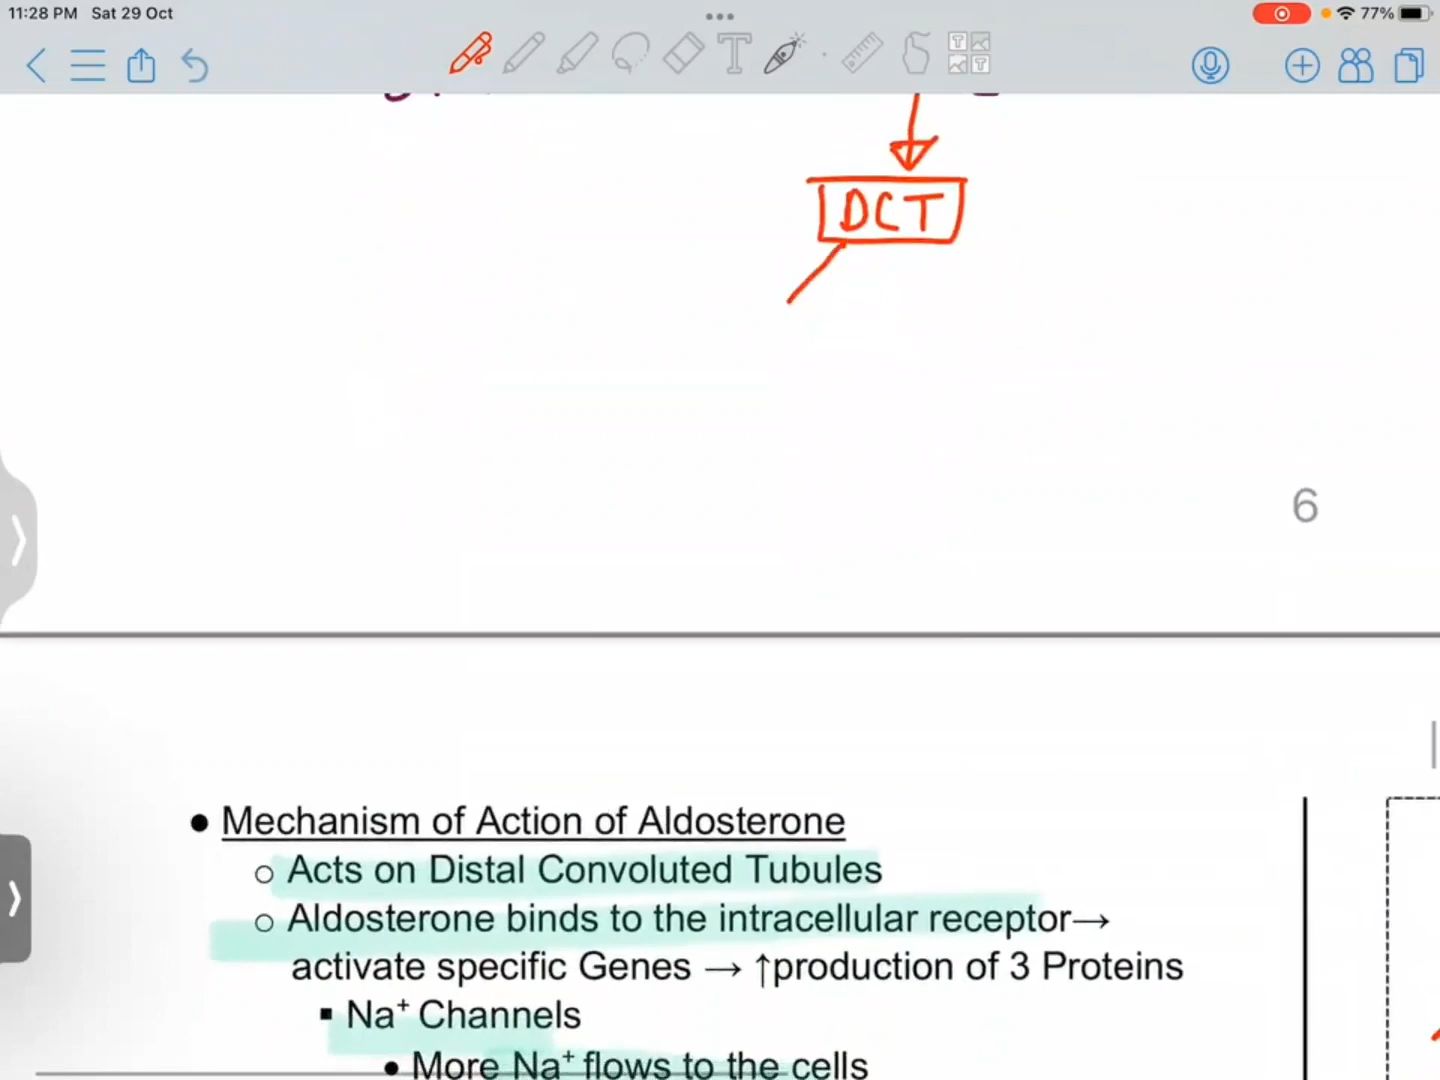 11:28 PM Sat 29 Oct
77%
DCT
6
● Mechanism of Action of Aldosterone
○ Acts on Distal Convoluted Tubules
○ Aldosterone binds to the intracellular receptor→
activate specific Genes → ↑production of 3 Proteins
▪ Na⁺ Channels
● More Na⁺ flows to the cells